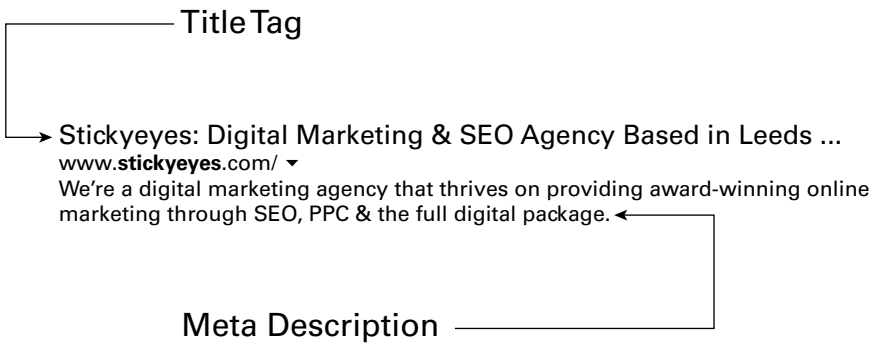 Title Tag
Stickyeyes: Digital Marketing & SEO Agency Based in Leeds ...
www.stickyeyes.com/
We’re a digital marketing agency that thrives on providing award-winning online
marketing through SEO, PPC & the full digital package.
Meta Description